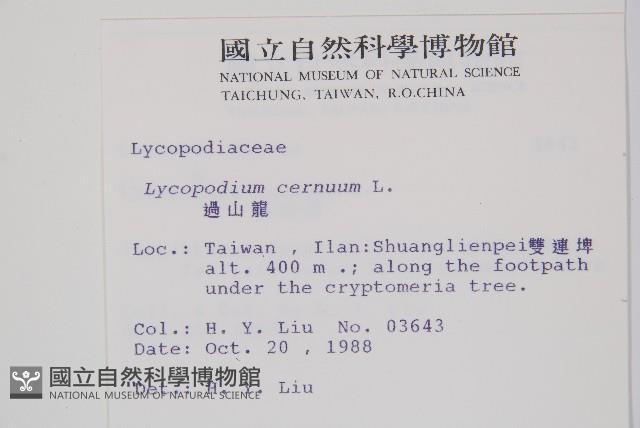 國立自然科學博物館
NATIONAL MUSEUM OF NATURAL SCIENCE
TAICHUNG, TAIWAN, R.O.CHINA
Lycopodiaceae
Lycopodium cernuum L.
過山龍
Loc.: Taiwan , Ilan:Shuanglienpei雙連埤
alt. 400 m .; along the footpath
under the cryptomeria tree.
Col.: H. Y. Liu No. 03643
Date: Oct. 20 , 1988
Det.: H. Y. Liu
國立自然科學博物館
NATIONAL MUSEUM OF NATURAL SCIENCE